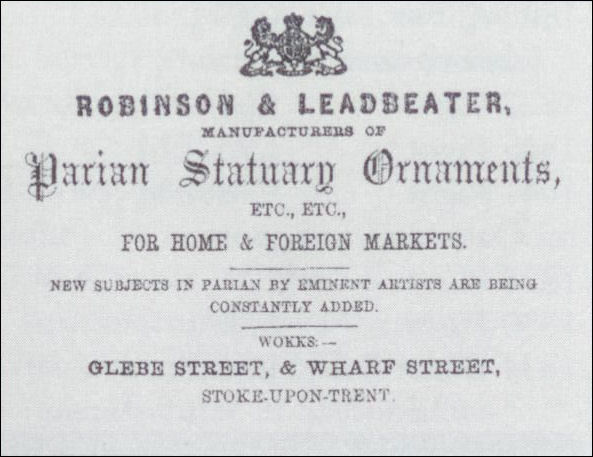 ROBINSON & LEADBEATER,
MANUFACTURERS OF
Parian Statuary Ornaments,
ETC., ETC.,
FOR HOME & FOREIGN MARKETS.
NEW SUBJECTS IN PARIAN BY EMINENT ARTISTS ARE BEING
CONSTANTLY ADDED.
WORKS:—
GLEBE STREET, & WHARF STREET,
STOKE-UPON-TRENT.